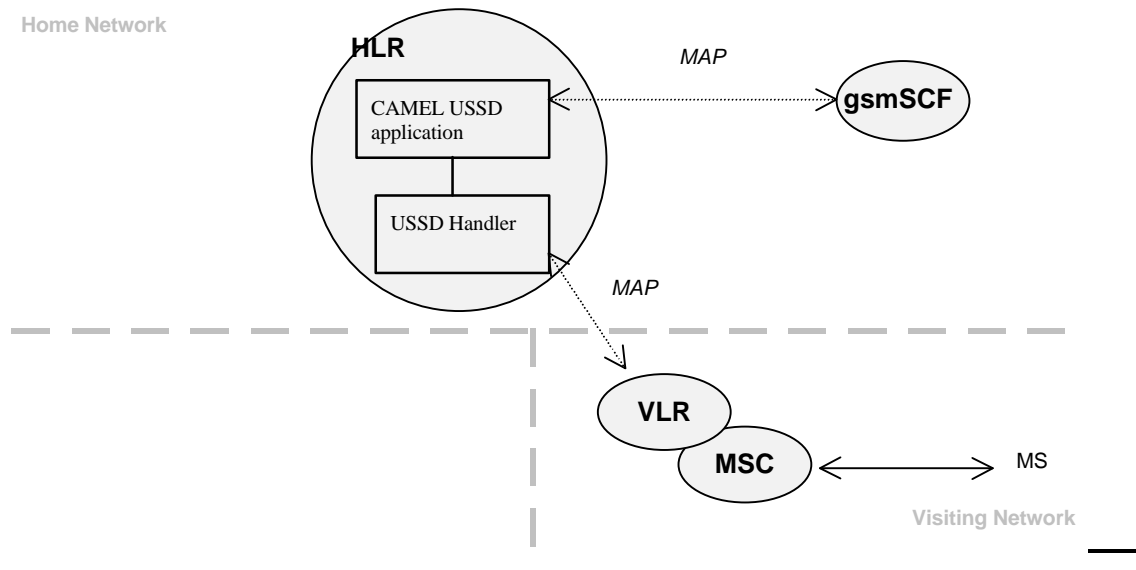 Home Network
HLR
MAP
gsmSCF
CAMEL USSD
application
USSD Handler
MAP
VLR
MSC
MS
Visiting Network